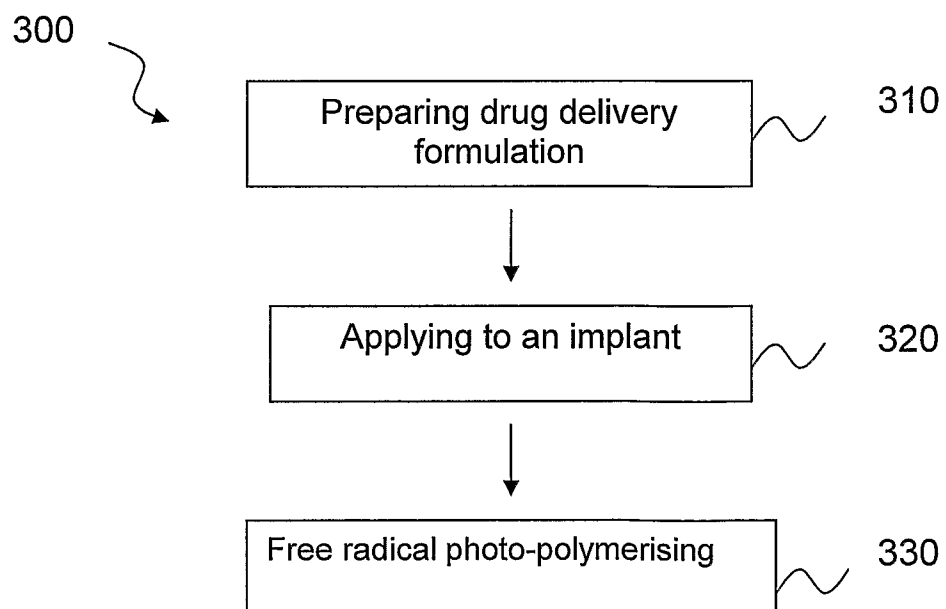 300
Preparing drug delivery
formulation
310
Applying to an implant
320
Free radical photo-polymerising
330